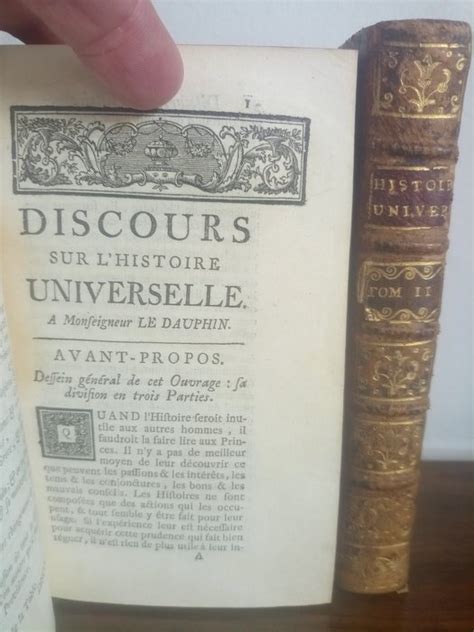 I
DISCOURS
SUR L'HISTOIRE
UNIVERSELLE.
A Monſeigneur LE DAUPHIN.
AVANT-PROPOS.
Deſſein général de cet Ouvrage : ſa
diviſion en trois Parties.
QUAND l'Hiſtoire ſeroit inu-
tile aux autres hommes, il
faudroit la faire lire aux Prin-
ces. Il n'y a pas de meilleur
moyen de leur découvrir ce
que peuvent les paſſions & les intérêts, les
tems & les conjonctures, les bons & les
mauvais conſeils. Les Hiſtoires ne ſont
compoſées que des actions qui les occu-
pent, & tout ſemble y être fait pour leur
uſage. Si l'expérience leur eſt néceſſaire
pour acquérir cette prudence qui fait bien
régner, il n'eſt rien de plus utile à leur in-
A
HISTOI
UNIVER
TOM II